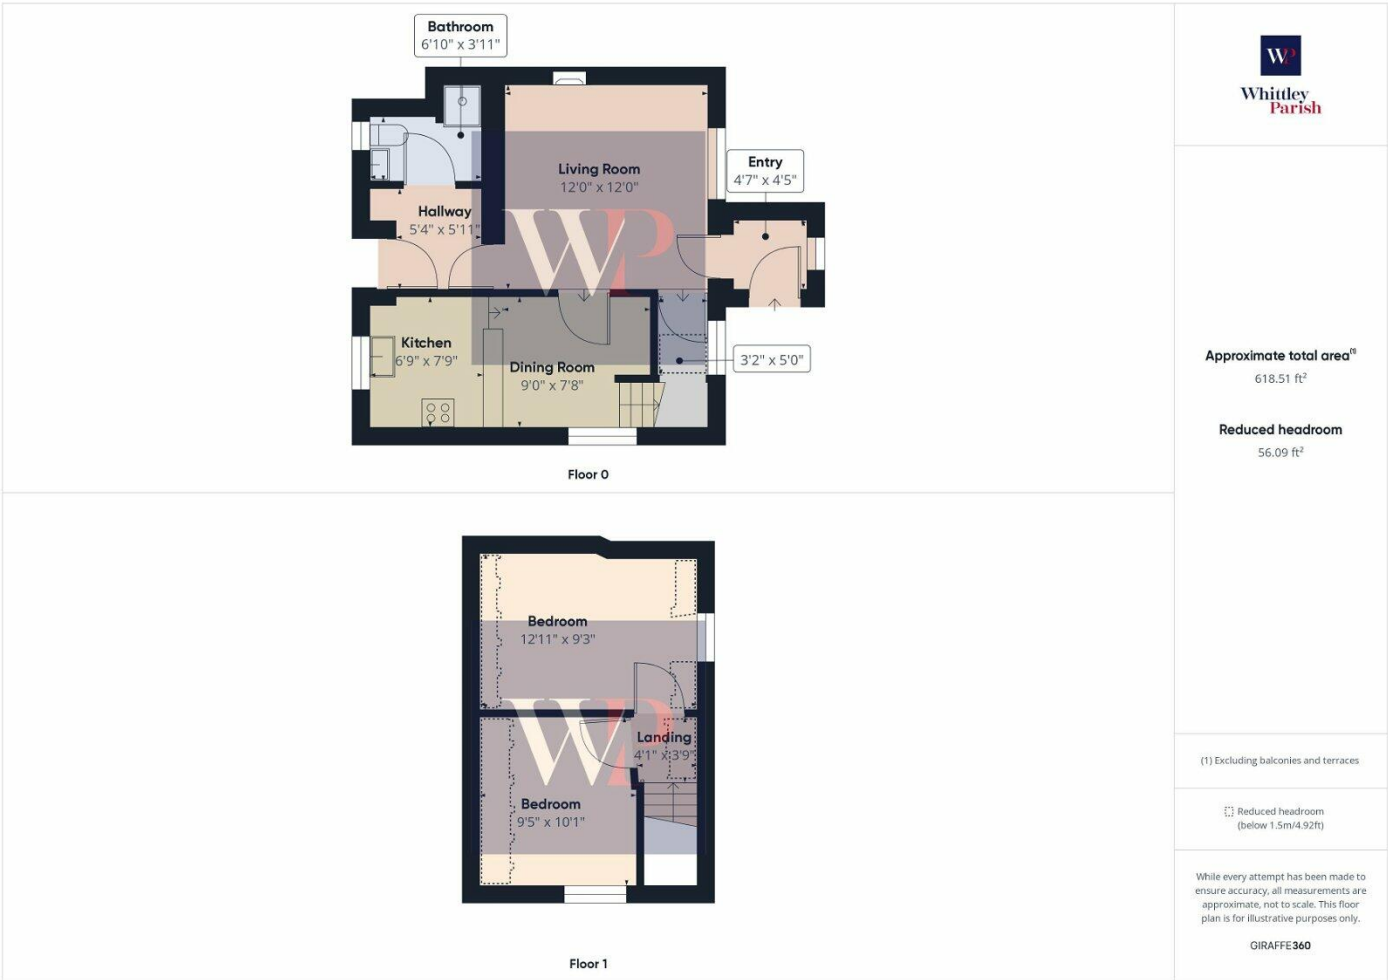 Bathroom
6'10" x 3'11"
Living Room
12'0" x 12'0"
Entry
4'7" x 4'5"
Hallway
5'4" x 5'11"
WP
Kitchen
6'9" x 7'9"
Dining Room
9'0" x 7'8"
3'2" x 5'0"
Floor 0
Bedroom
12'11" x 9'3"
WP
Landing
4'1" x 3'9"
Bedroom
9'5" x 10'1"
Floor 1
WP
Whittley
Parish
Approximate total area(1)
618.51 ft²
Reduced headroom
56.09 ft²
(1) Excluding balconies and terraces
Reduced headroom
(below 1.5m/4.92ft)
While every attempt has been made to
ensure accuracy, all measurements are
approximate, not to scale. This floor
plan is for illustrative purposes only.
GIRAFFE360